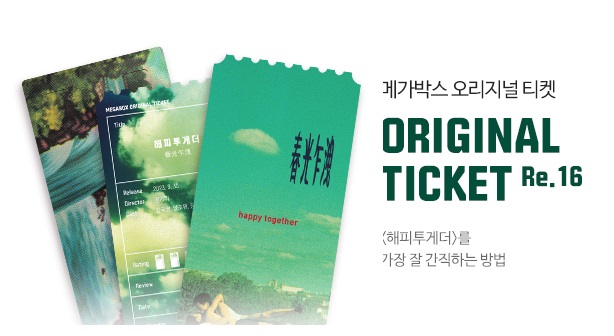 메가박스 오리지널 티켓
ORIGINAL
TICKET Re.16
<해피투게더>를
가장 잘 간직하는 방법
MEGABOX ORIGINAL TICKET
Title
해피투게더
春光乍洩
Release
Director
Rating
Review
Date
春光乍洩
happy together